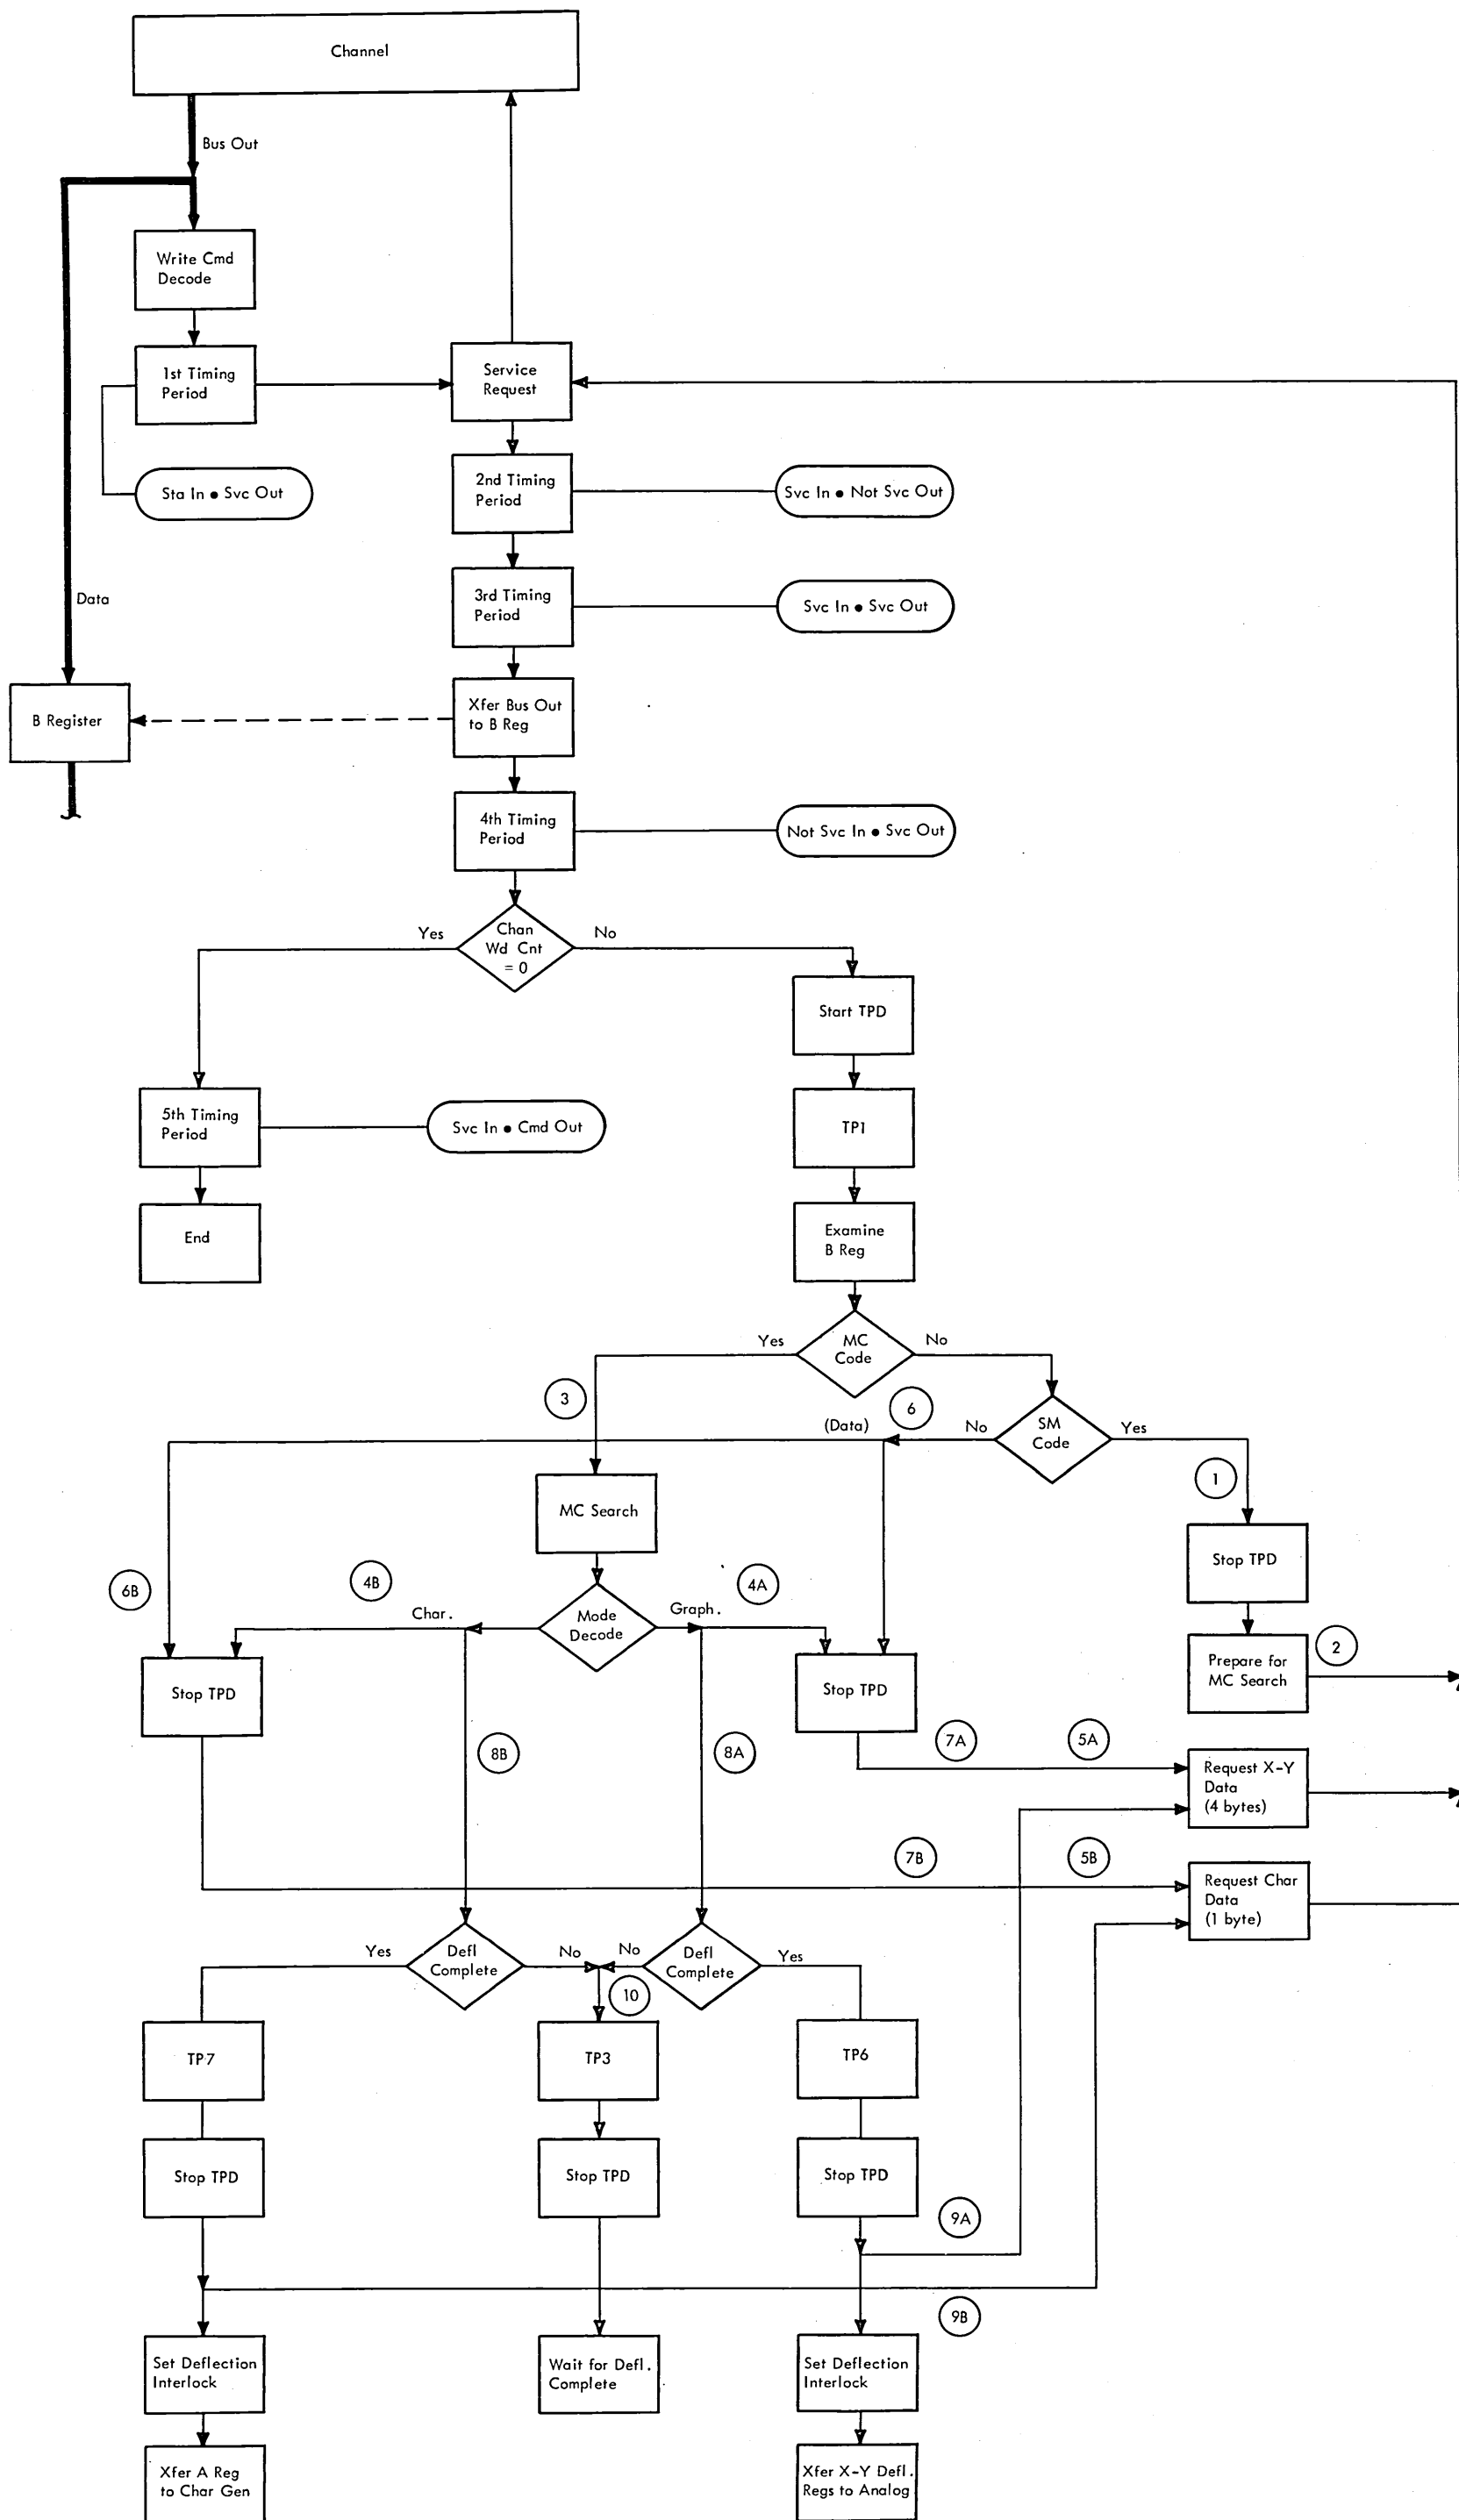 Channel
Bus Out
Write Cmd
Decode
1st Timing
Period
Service
Request
Sta In • Svc Out
2nd Timing
Period
Svc In • Not Svc Out
Data
3rd Timing
Period
Svc In • Svc Out
B Register
Xfer Bus Out
to B Reg
4th Timing
Period
Not Svc In • Svc Out
Yes
Chan
Wd Cnt
= 0
No
Start TPD
5th Timing
Period
Svc In • Cmd Out
TP1
End
Examine
B Reg
Yes
MC
Code
No
3
6
(Data)
No
SM
Code
Yes
1
MC Search
Stop TPD
6B
4B
4A
Char.
Mode
Decode
Graph.
Prepare for
MC Search
2
Stop TPD
Stop TPD
8B
8A
7A
5A
Request X-Y
Data
(4 bytes)
7B
5B
Request Char
Data
(1 byte)
Yes
Defl
Complete
No
No
Defl
Complete
Yes
10
TP7
TP3
TP6
Stop TPD
Stop TPD
Stop TPD
9A
9B
Set Deflection
Interlock
Wait for Defl.
Complete
Set Deflection
Interlock
Xfer A Reg
to Char Gen
Xfer X-Y Defl.
Regs to Analog